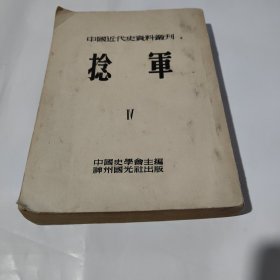 中國近代史資料叢刊
捻軍
IV
中國史學會主編
神州國光社出版